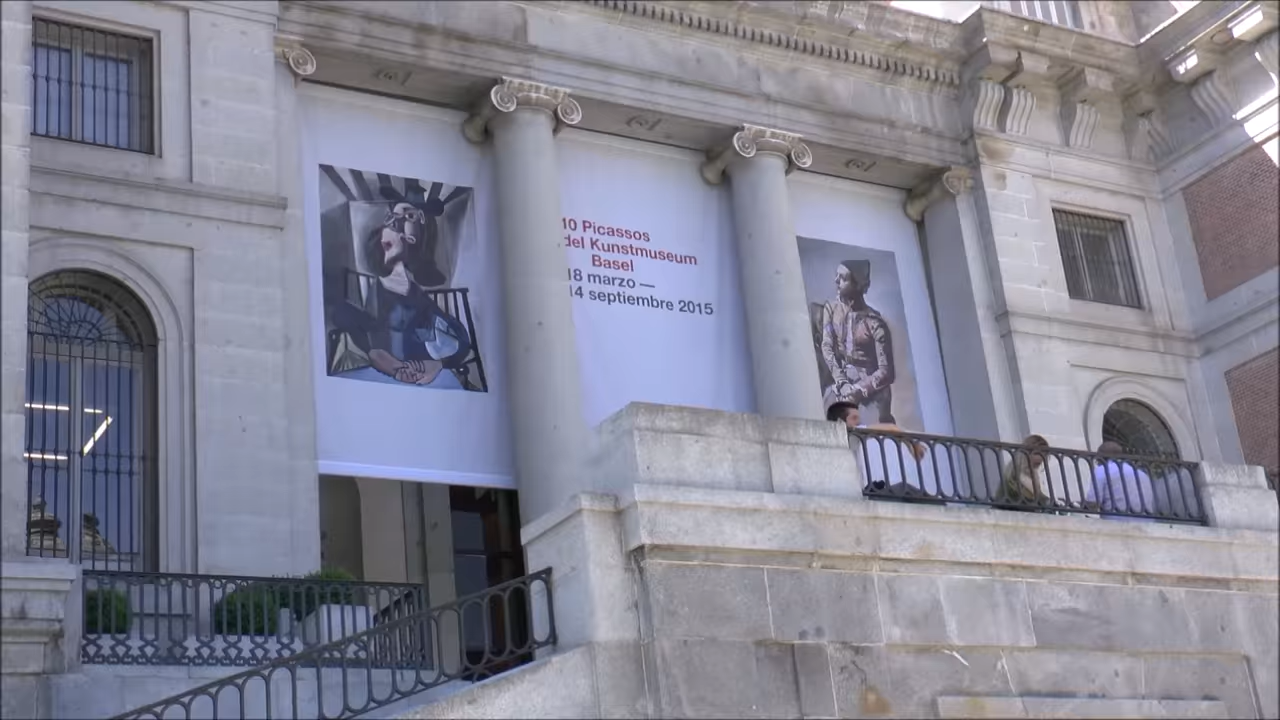 10 Picassos
del Kunstmuseum
Basel
18 marzo —
14 septiembre 2015